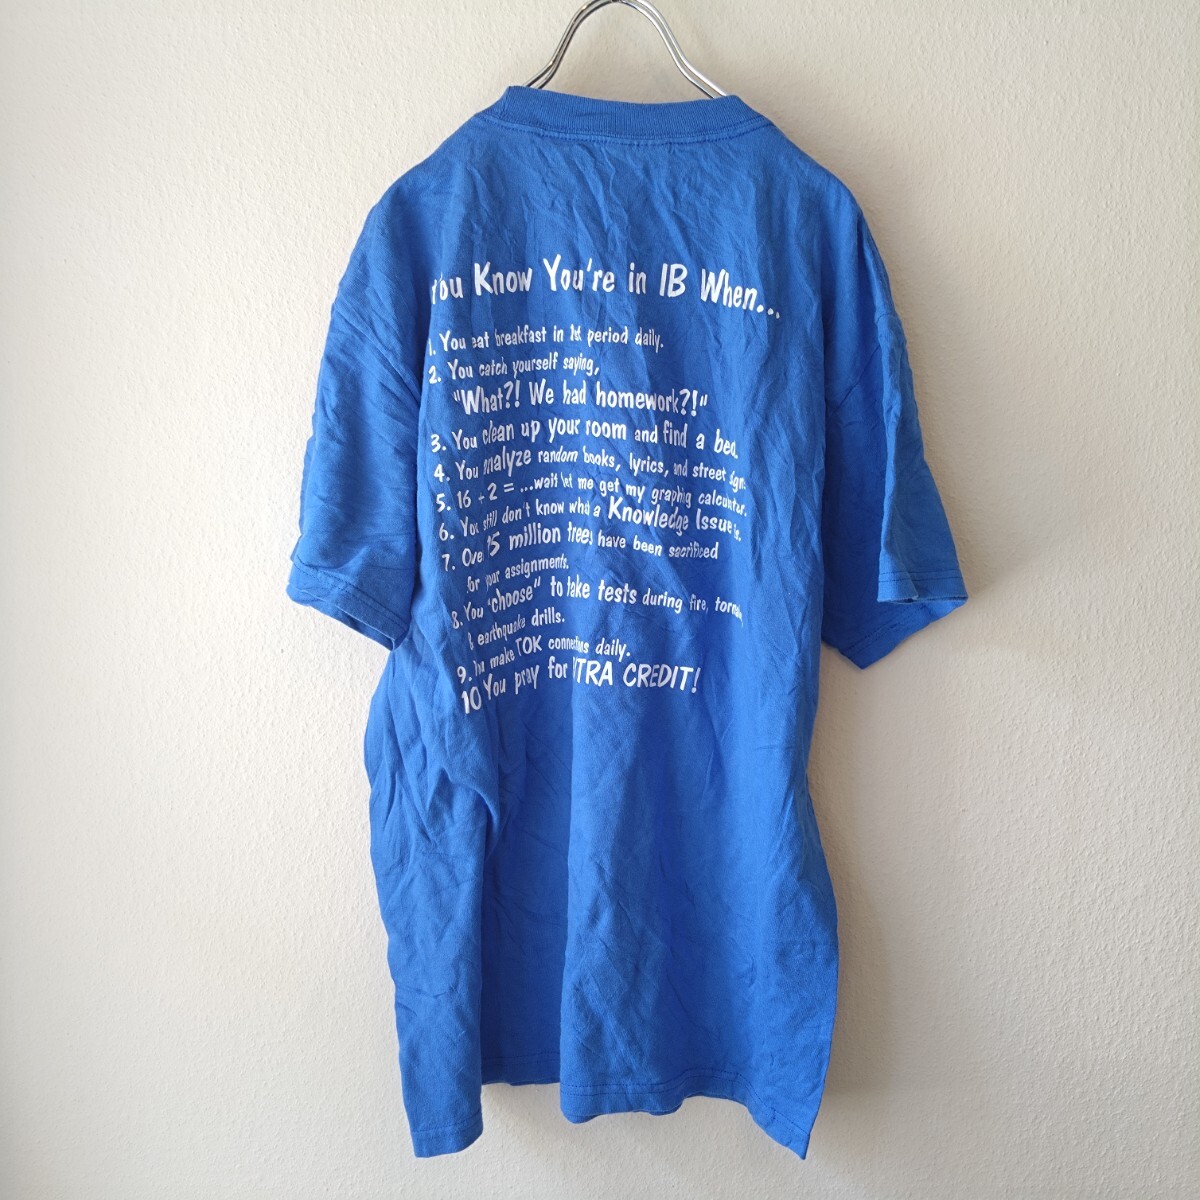 You Know You're in IB When...
1. You eat breakfast in 1st period daily.
2. You catch yourself saying,
"What?! We had homework?!"
3. You clean up your room and find a bed.
4. You analyze random books, lyrics, and street signs.
5. 16 ÷ 2 = ...wait let me get my graphing calculator.
6. You still don't know what a Knowledge Issue is.
7. Over 15 million trees have been sacrificed
for your assignments.
8. You "choose" to take tests during fire, tornado,
& earthquake drills.
9. You make TOK connections daily.
10 You pray for XTRA CREDIT!